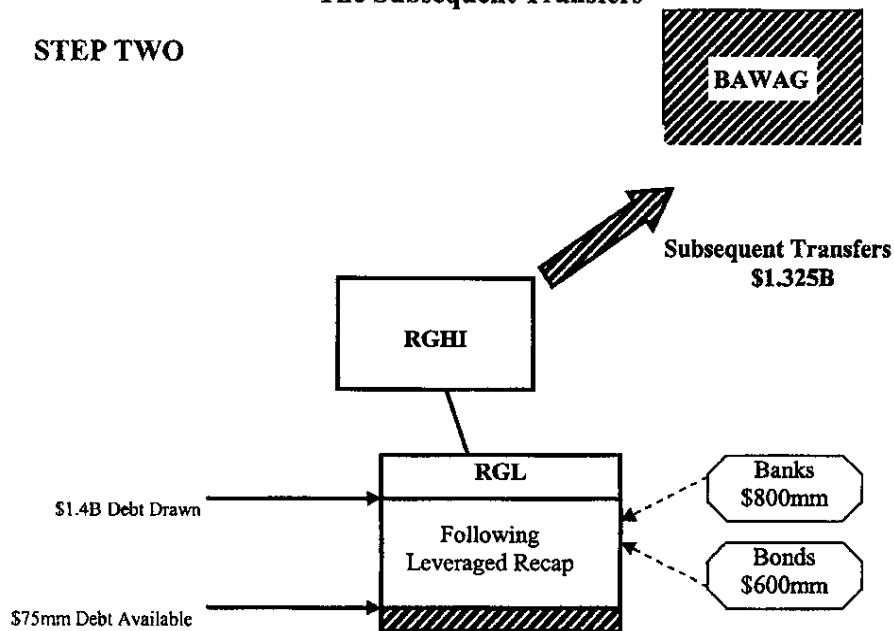 The Subsequent Transfers
STEP TWO
BAWAG
Subsequent Transfers
$1.325B
RGHI
RGL
Banks
$800mm
$1.4B Debt Drawn
Following
Leveraged Recap
Bonds
$600mm
$75mm Debt Available